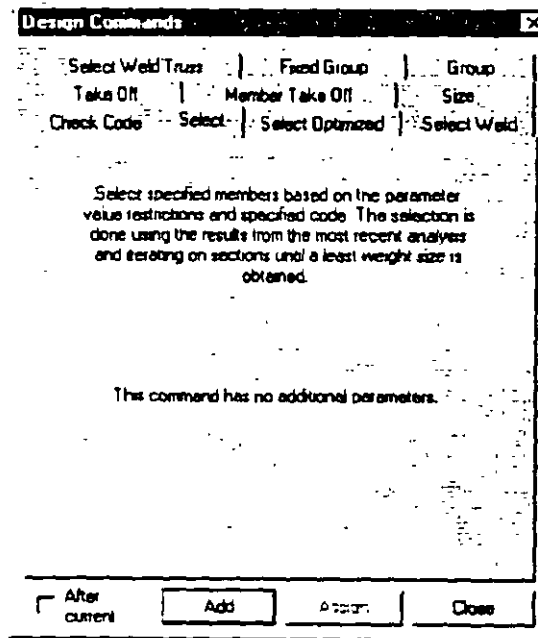 Design Commands
Select Weld Truss Fixed Group Group
Take Off Member Take Off Size
Check Code Select Select Optimized Select Weld
Select specified members based on the parameter
value restrictions and specified code. The selection is
done using the results from the most recent analysis
and iterating on sections until a least weight size is
obtained.
This command has no additional parameters.
After
current
Add Assign Close